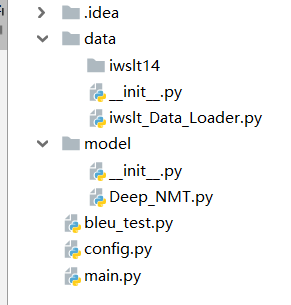 .idea
data
iwslt14
__init__.py
iwslt_Data_Loader.py
model
__init__.py
Deep_NMT.py
bleu_test.py
config.py
main.py